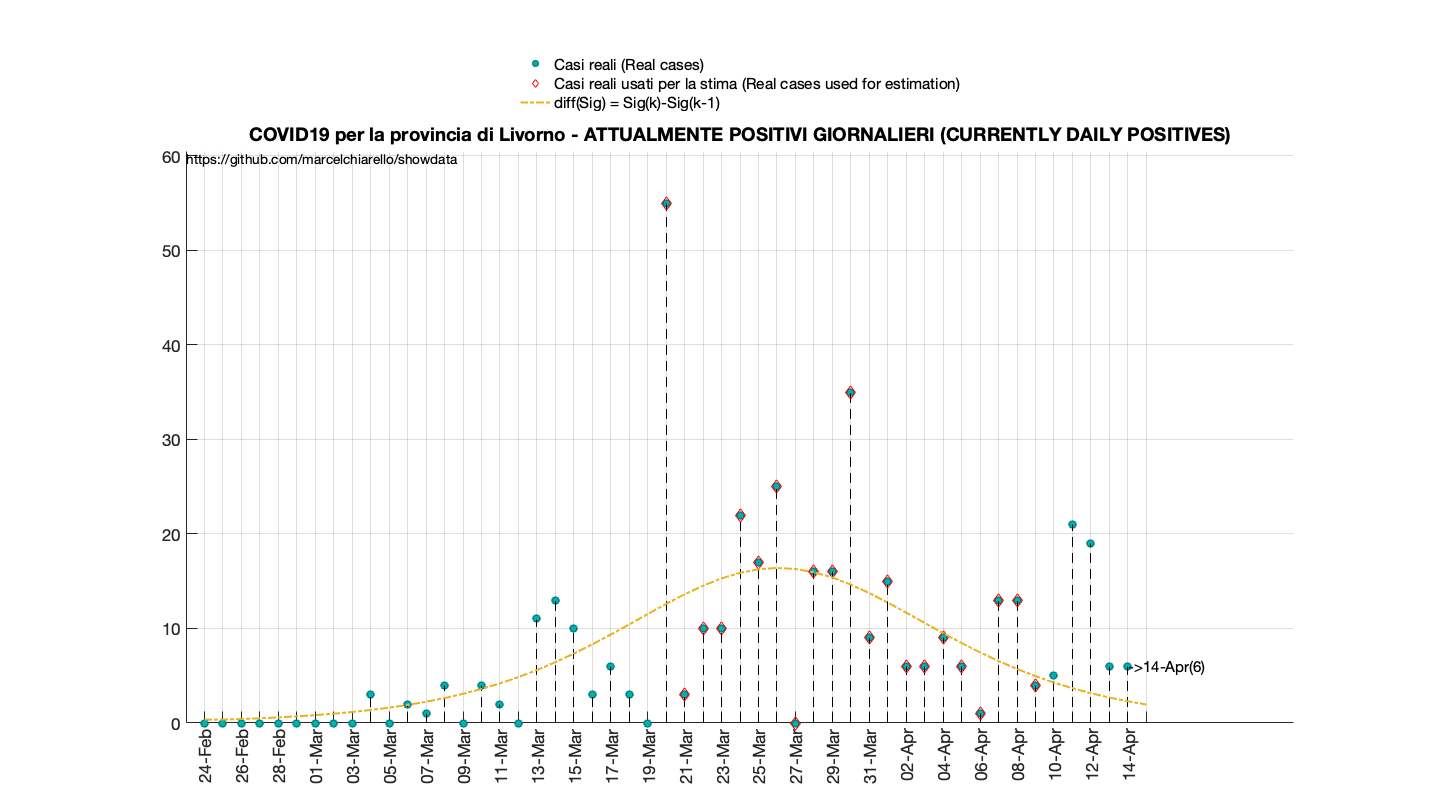 Casi reali (Real cases)
Casi reali usati per la stima (Real cases used for estimation)
diff(Sig) = Sig(k)-Sig(k-1)
COVID19 per la provincia di Livorno - ATTUALMENTE POSITIVI GIORNALIERI (CURRENTLY DAILY POSITIVES)
https://github.com/marcelchiarello/showdata
60
50
40
30
20
10
0
->14-Apr(6)
24-Feb
26-Feb
28-Feb
01-Mar
03-Mar
05-Mar
07-Mar
09-Mar
11-Mar
13-Mar
15-Mar
17-Mar
19-Mar
21-Mar
23-Mar
25-Mar
27-Mar
29-Mar
31-Mar
02-Apr
04-Apr
06-Apr
08-Apr
10-Apr
12-Apr
14-Apr